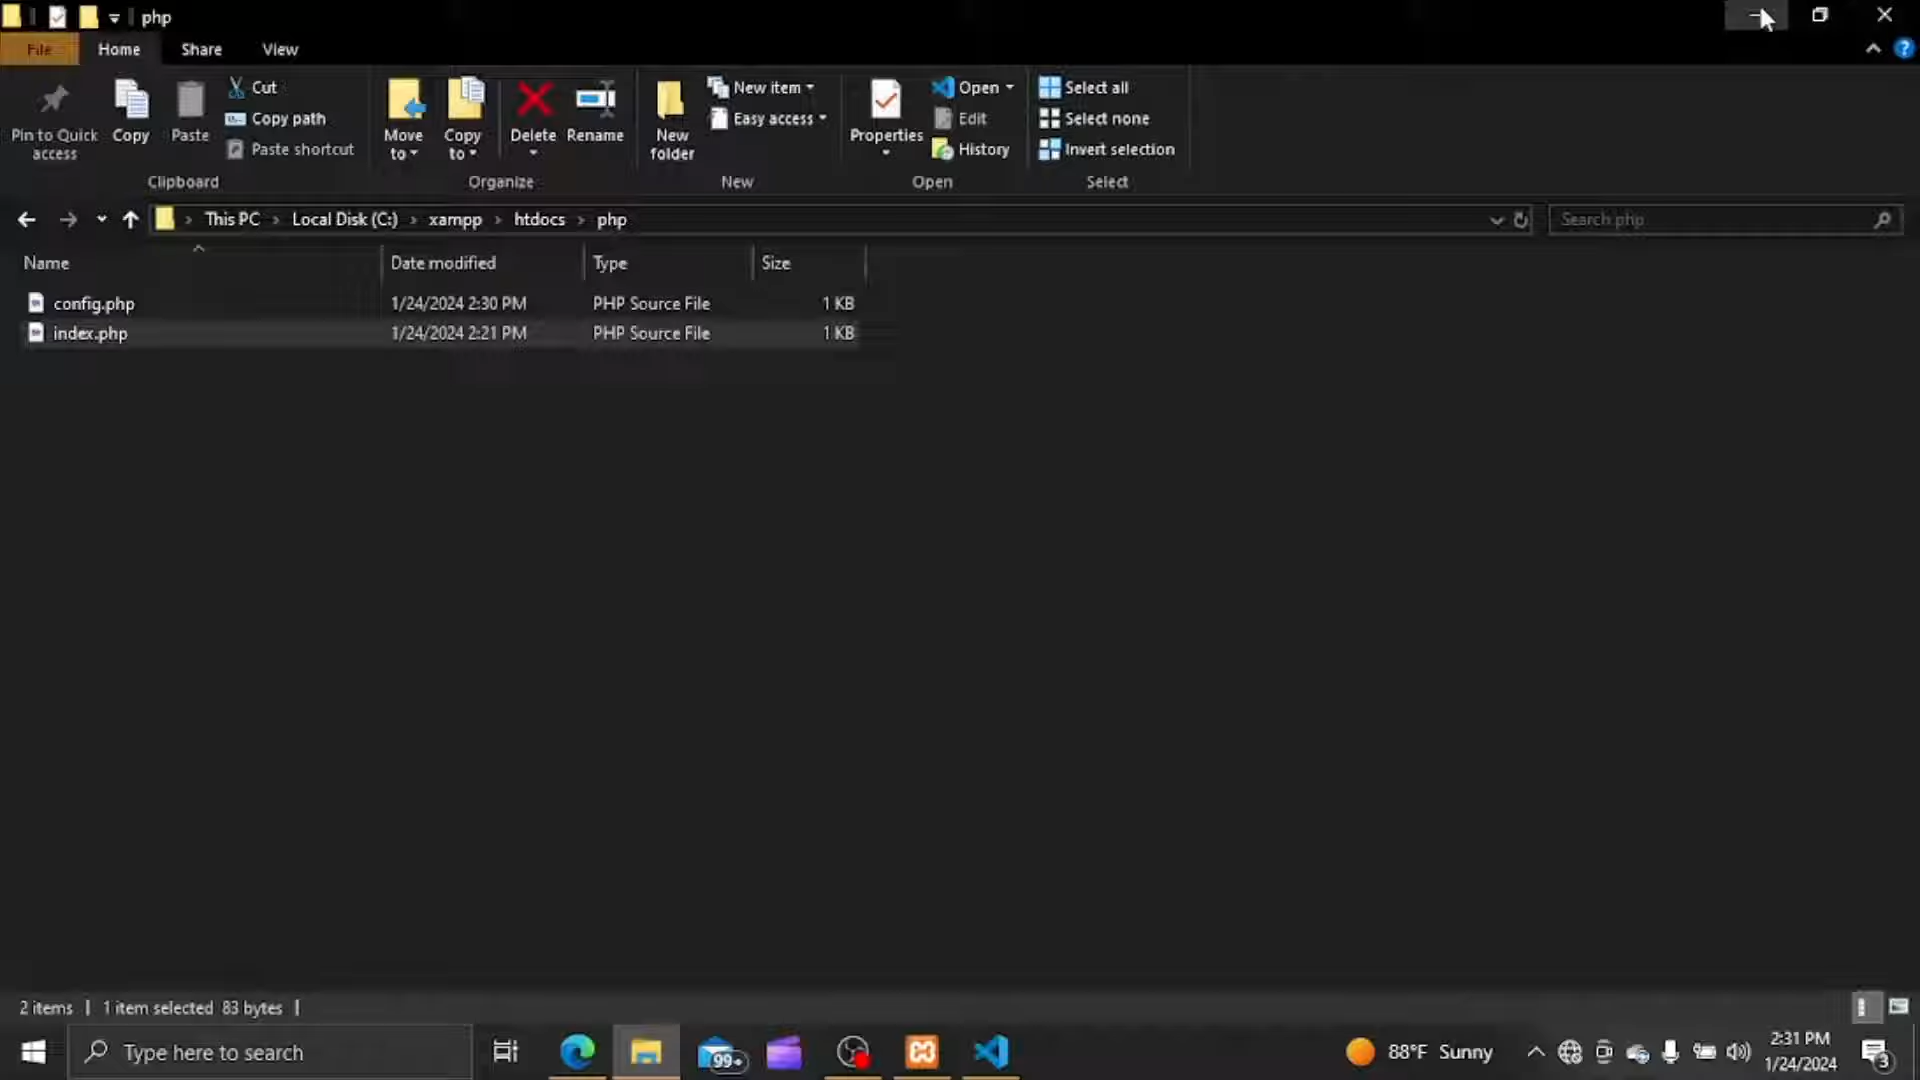 php
File Home Share View
Pin to Quick access
Copy
Paste
Cut
Copy path
Paste shortcut
Clipboard
Move to
Copy to
Delete
Rename
Organize
New folder
New item
Easy access
New
Properties
Open
Edit
History
Open
Select all
Select none
Invert selection
Select
This PC › Local Disk (C:) › xampp › htdocs › php
Search php
Name Date modified Type Size
config.php 1/24/2024 2:30 PM PHP Source File 1 KB
index.php 1/24/2024 2:21 PM PHP Source File 1 KB
2 items | 1 item selected 83 bytes |
Type here to search
99+
88°F Sunny
2:31 PM
1/24/2024
3